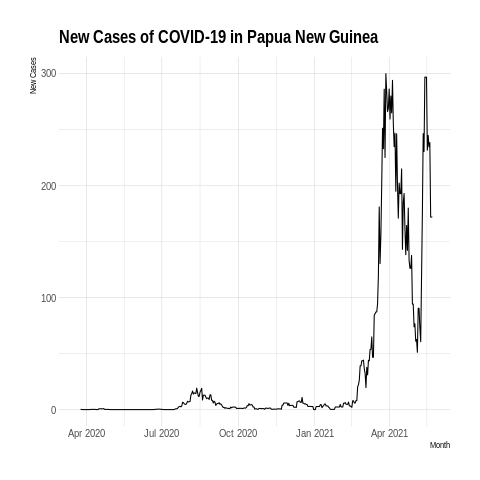 New Cases of COVID-19 in Papua New Guinea
New Cases
300
200
100
0
Apr 2020 Jul 2020 Oct 2020 Jan 2021 Apr 2021
Month